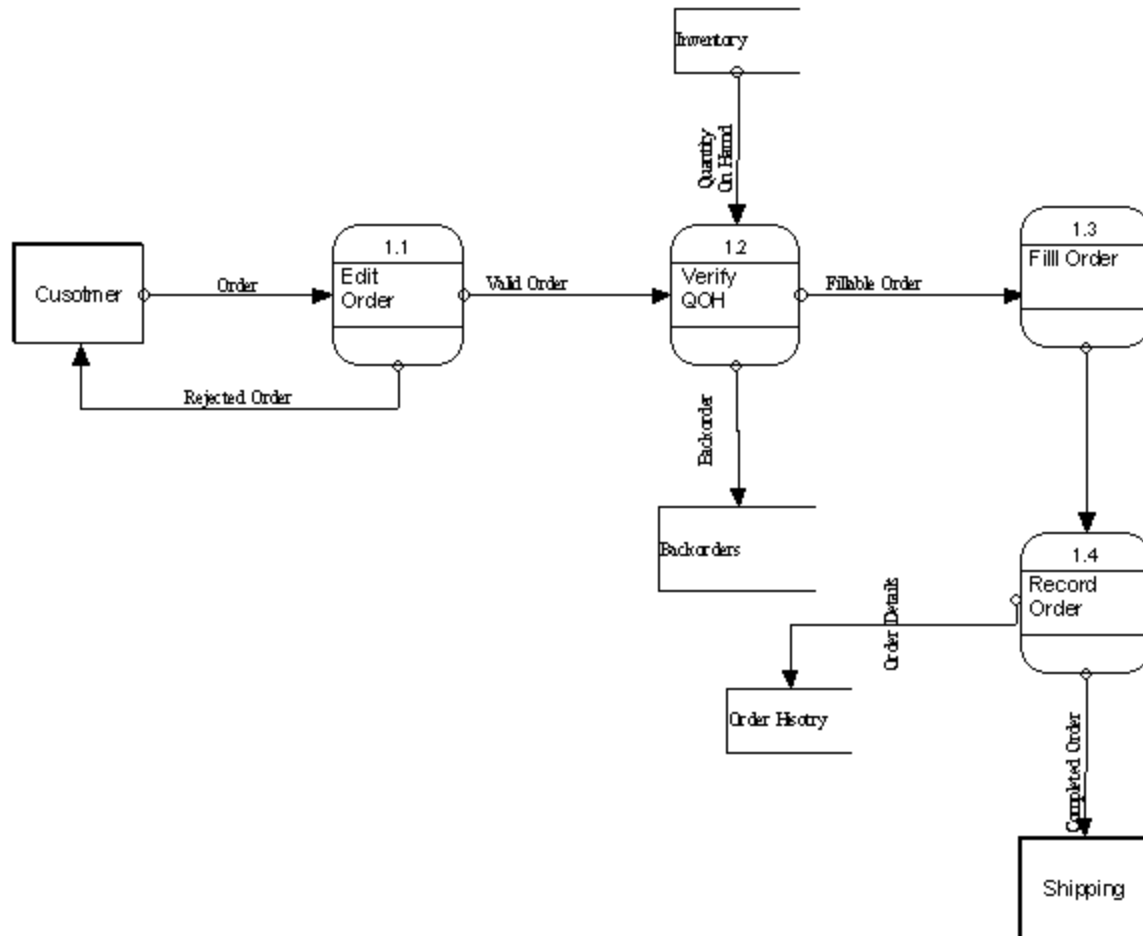 Inventory
Quantity
On Hannd
1.1
Edit
Order
1.2
Verify
QOH
1.3
Filll Order
Cusotmer
Order
Valid Order
Fillable Order
Rejected Order
Backorder
Backorders
1.4
Record
Order
Order Details
Order Hisotry
Completed Order
Shipping